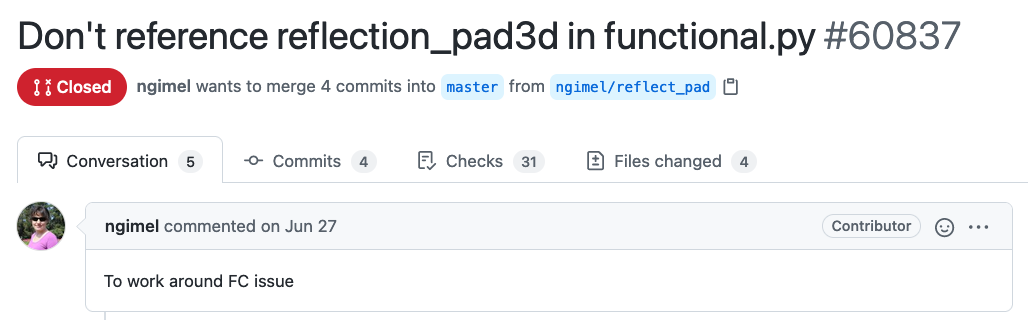 Don't reference reflection_pad3d in functional.py #60837
Closed ngimel wants to merge 4 commits into master from ngimel/reflect_pad
Conversation 5 Commits 4 Checks 31 Files changed 4
ngimel commented on Jun 27 Contributor
To work around FC issue